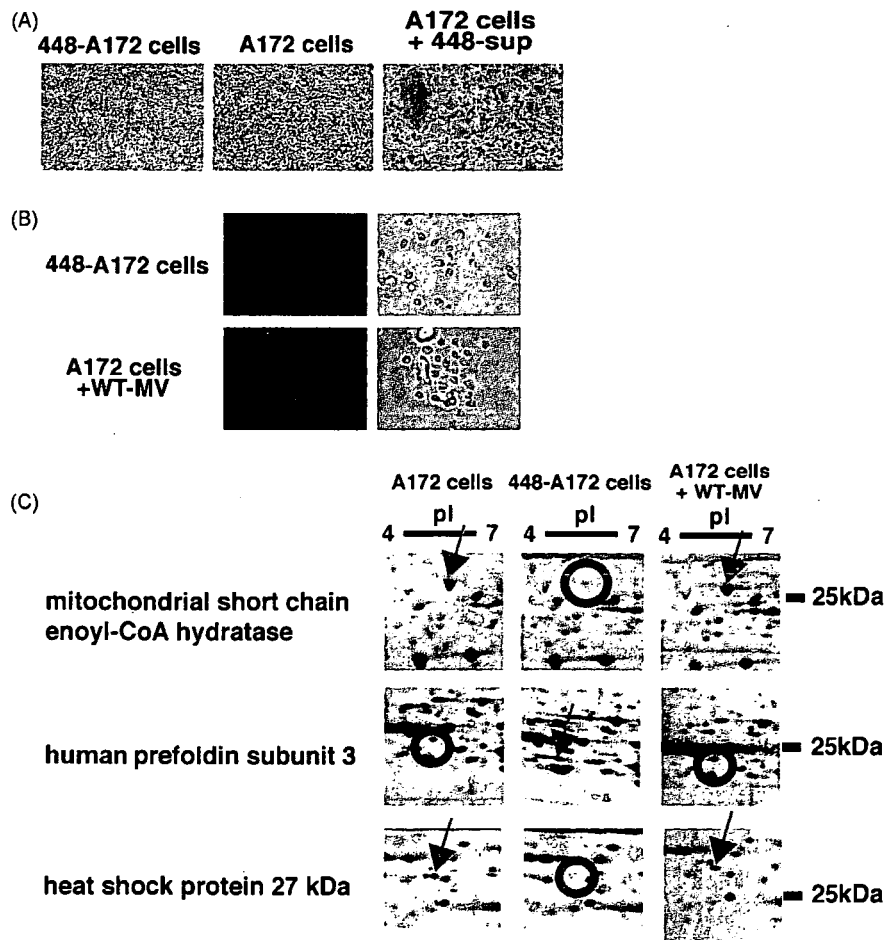 (A)
448-A172 cells A172 cells A172 cells
+ 448-sup
(B)
448-A172 cells
A172 cells
+WT-MV
(C)
A172 cells 448-A172 cells A172 cells
+ WT-MV
4 pI 7 4 pI 7 4 pI 7
mitochondrial short chain
enoyl-CoA hydratase
25kDa
human prefoldin subunit 3
25kDa
heat shock protein 27 kDa
25kDa